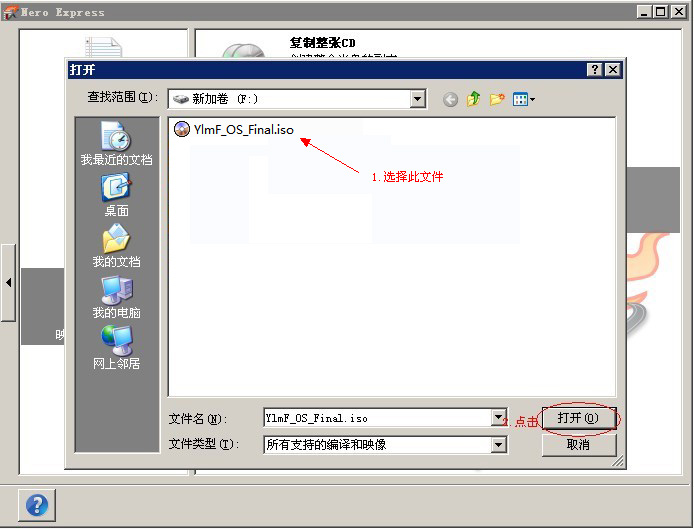 Nero Express
复制整张CD
打开
查找范围(I):
新加卷 (F:)
YlmF_OS_Final.iso
1.选择此文件
我最近的文档
桌面
我的文档
我的电脑
网上邻居
映
文件名(N):
YlmF_OS_Final.iso
2.点击
打开(O)
文件类型(T):
所有支持的编译和映像
取消